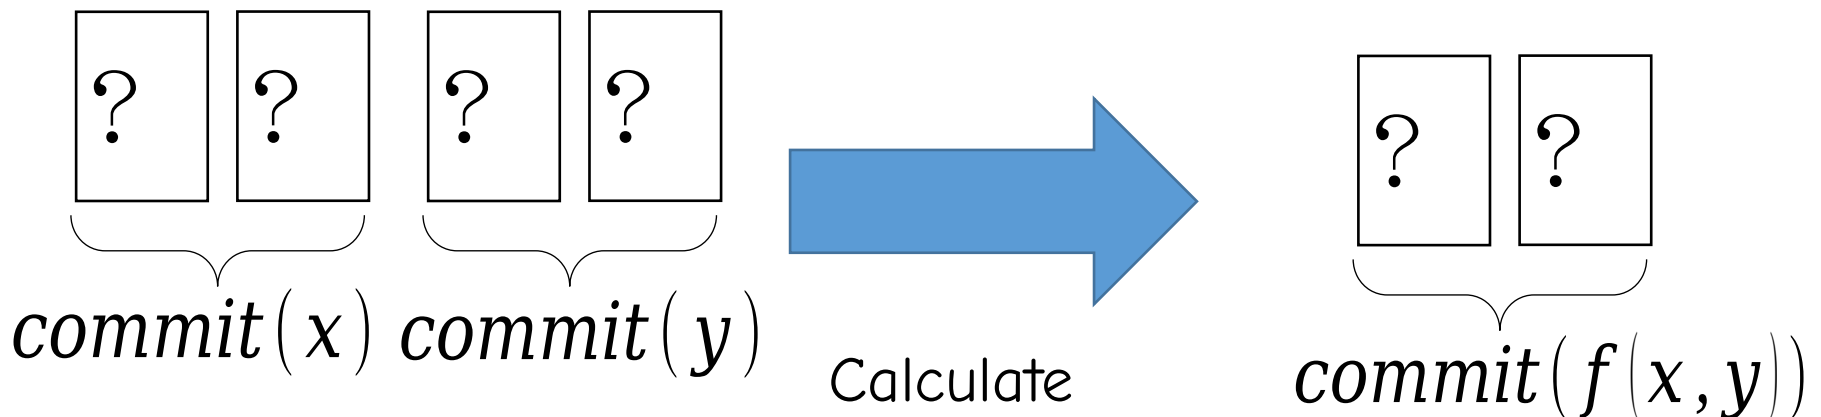 ? ? ? ? ? ?
commit(x) commit(y)
Calculate
commit(f(x,y))